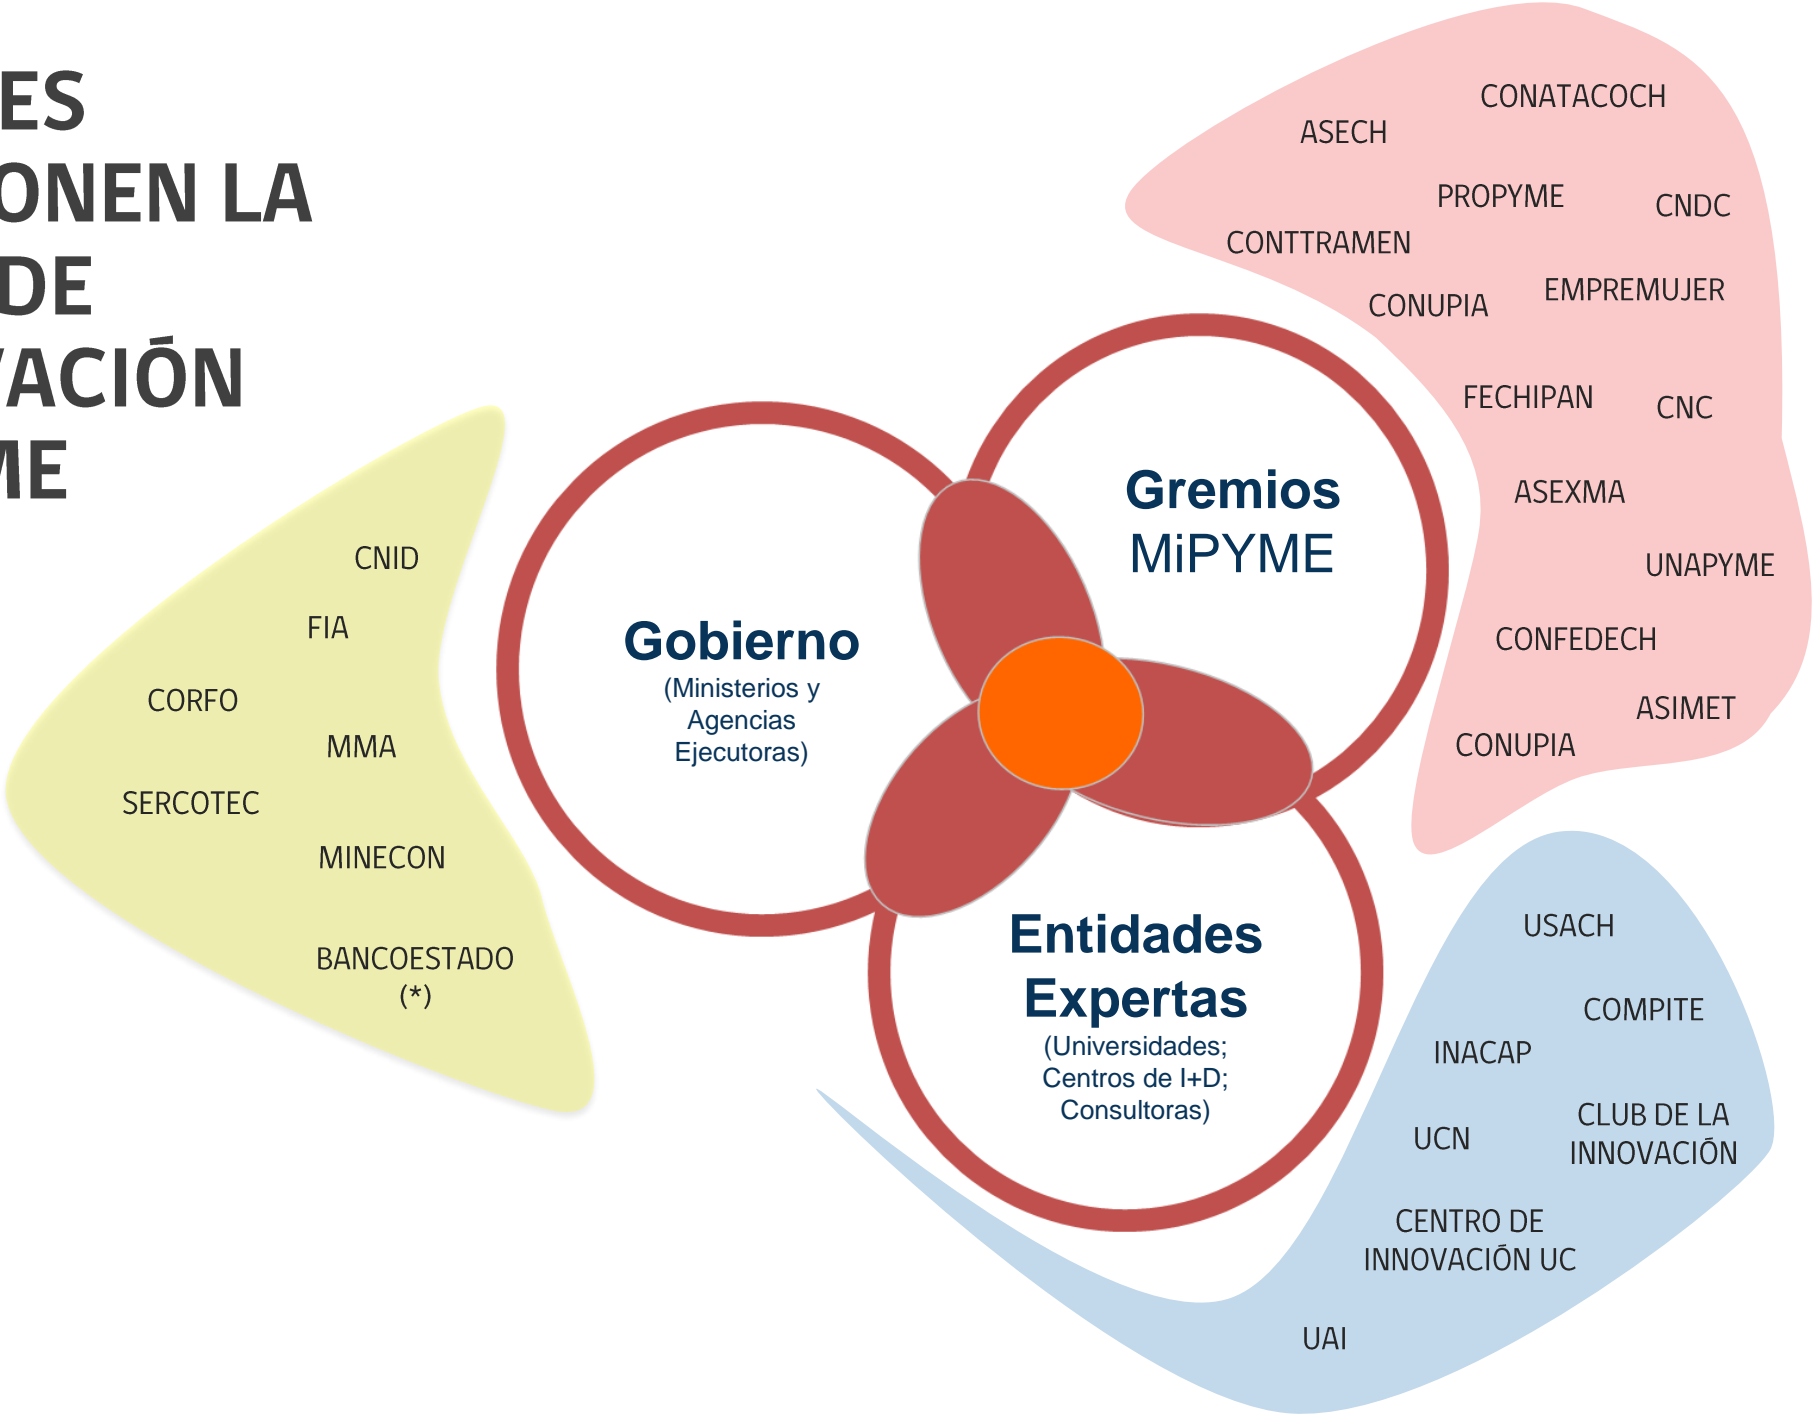 ES
ONEN LA
DE
VACIÓN
ME
CNID
FIA
CORFO
MMA
SERCOTEC
MINECON
BANCOESTADO
(*)
Gobierno
(Ministerios y
Agencias
Ejecutoras)
Gremios
MiPYME
Entidades
Expertas
(Universidades;
Centros de I+D;
Consultoras)
CONATACOCH
ASECH
PROPYME
CNDC
CONTTRAMEN
EMPREMUJER
CONUPIA
FECHIPAN
CNC
ASEXMA
UNAPYME
CONFEDECH
ASIMET
CONUPIA
USACH
COMPITE
INACAP
CLUB DE LA
INNOVACIÓN
UCN
CENTRO DE
INNOVACIÓN UC
UAI